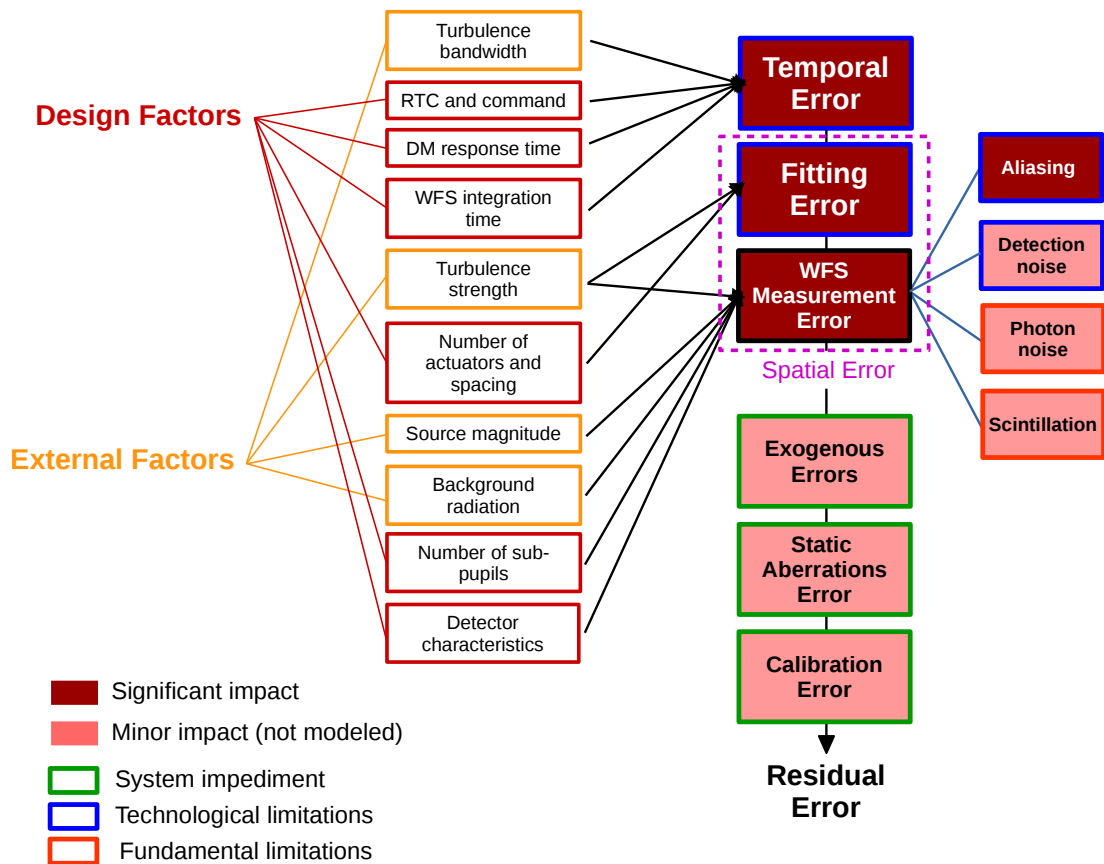 Design Factors
External Factors
Turbulence
bandwidth
RTC and command
DM response time
WFS integration
time
Turbulence
strength
Number of
actuators and
spacing
Source magnitude
Background
radiation
Number of sub-
pupils
Detector
characteristics
Temporal
Error
Fitting
Error
WFS
Measurement
Error
Spatial Error
Aliasing
Detection
noise
Photon
noise
Scintillation
Exogenous
Errors
Static
Aberrations
Error
Calibration
Error
Residual
Error
Significant impact
Minor impact (not modeled)
System impediment
Technological limitations
Fundamental limitations